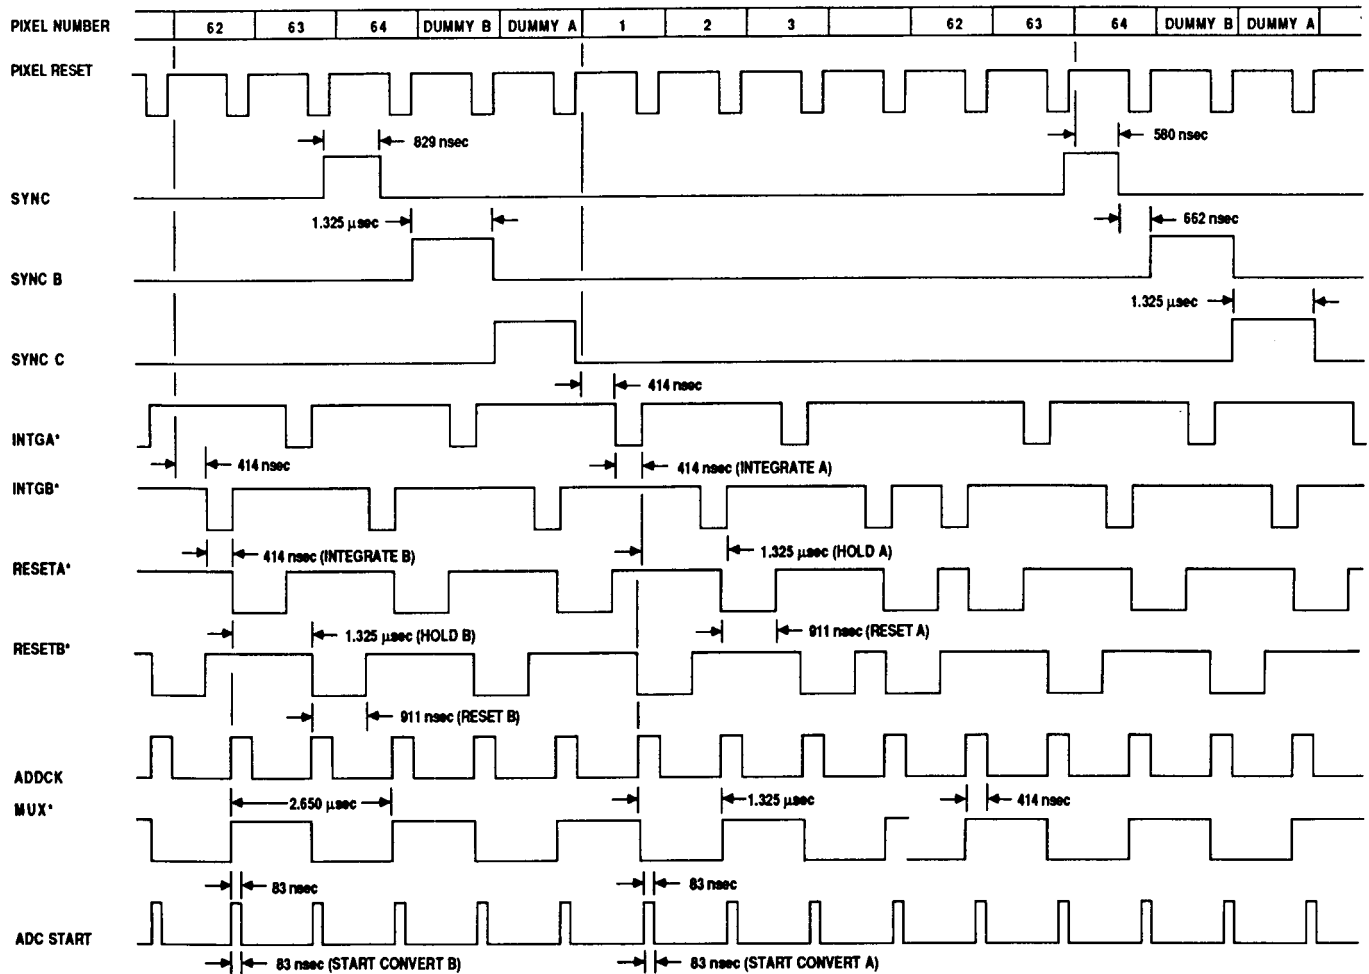 PIXEL NUMBER 62 63 64 DUMMY B DUMMY A 1 2 3 62 63 64 DUMMY B DUMMY A
PIXEL RESET
829 nsec 580 nsec
SYNC
1.325 µsec 662 nsec
SYNC B
1.325 µsec
SYNC C
414 nsec
INTGA*
414 nsec 414 nsec (INTEGRATE A)
INTGB*
414 nsec (INTEGRATE B) 1.325 µsec (HOLD A)
RESETA*
1.325 µsec (HOLD B) 911 nsec (RESET A)
RESETB*
911 nsec (RESET B)
ADDCK
2.650 µsec 1.325 µsec 414 nsec
MUX*
83 nsec 83 nsec
ADC START
83 nsec (START CONVERT B) 83 nsec (START CONVERT A)